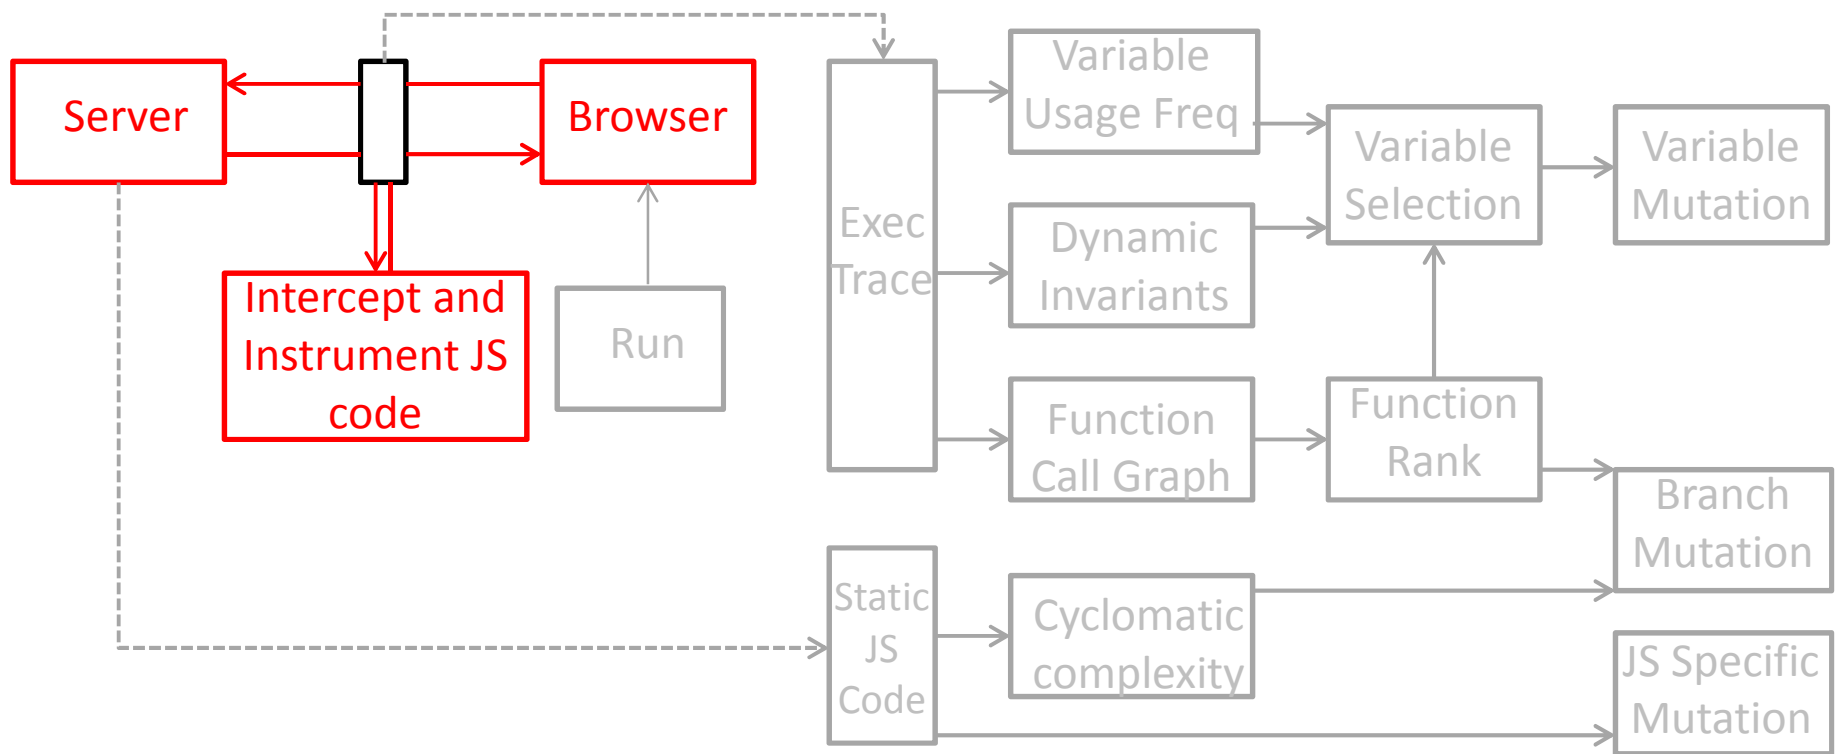 Server
Browser
Intercept and
Instrument JS
code
Run
Exec
Trace
Variable
Usage Freq
Dynamic
Invariants
Function
Call Graph
Variable
Selection
Function
Rank
Variable
Mutation
Branch
Mutation
Static
JS
Code
Cyclomatic
complexity
JS Specific
Mutation